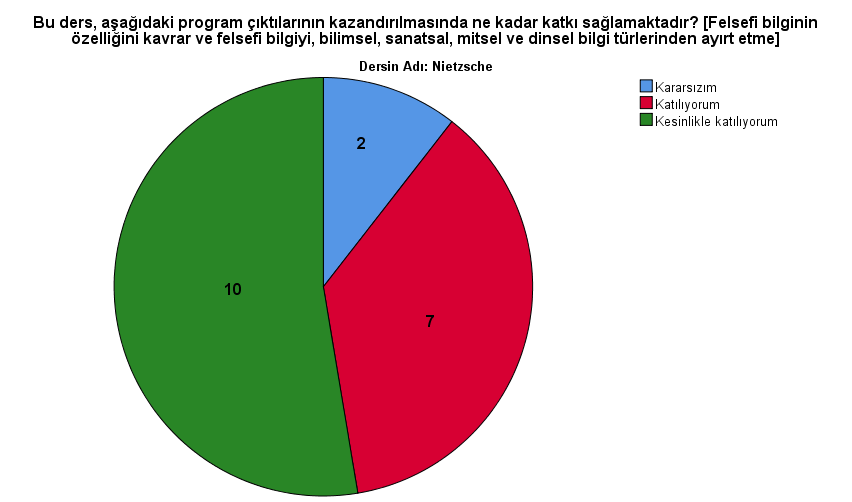 Bu ders, aşağıdaki program çıktılarının kazandırılmasında ne kadar katkı sağlamaktadır? [Felsefi bilginin
özelliğini kavrar ve felsefi bilgiyi, bilimsel, sanatsal, mitsel ve dinsel bilgi türlerinden ayırt etme]
Dersin Adı: Nietzsche
Kararsızım
Katılıyorum
Kesinlikle katılıyorum
2
10
7